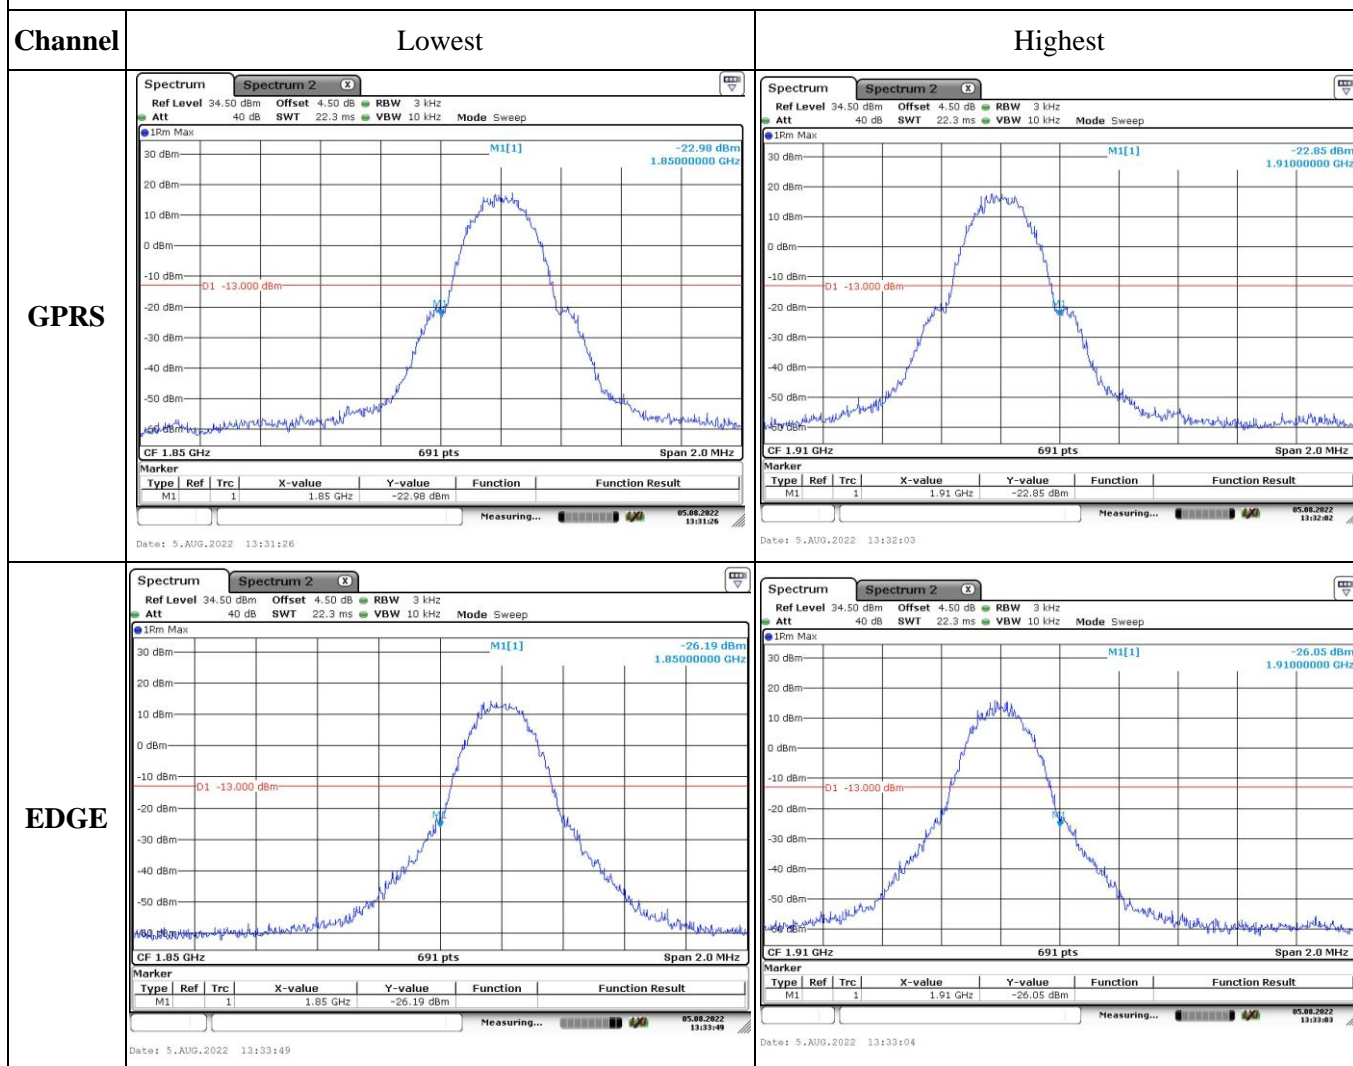 Channel Lowest Highest
GPRS
Spectrum Spectrum 2 X
Ref Level 34.50 dBm Offset 4.50 dB RBW 3 kHz
Att 40 dB SWT 22.3 ms VBW 10 kHz Mode Sweep
1Rm Max
M1[1] -22.98 dBm
1.85000000 GHz
30 dBm
20 dBm
10 dBm
0 dBm
-10 dBm
D1 -13.000 dBm
M1
-20 dBm
-30 dBm
-40 dBm
-50 dBm
-60 dBm
CF 1.85 GHz 691 pts Span 2.0 MHz
Marker
Type Ref Trc X-value Y-value Function Function Result
M1 1 1.85 GHz -22.98 dBm
Measuring... 05.08.2022
13:31:26
Date: 5.AUG.2022 13:31:26
Spectrum Spectrum 2 X
Ref Level 34.50 dBm Offset 4.50 dB RBW 3 kHz
Att 40 dB SWT 22.3 ms VBW 10 kHz Mode Sweep
1Rm Max
M1[1] -22.85 dBm
1.91000000 GHz
30 dBm
20 dBm
10 dBm
0 dBm
-10 dBm
D1 -13.000 dBm
M1
-20 dBm
-30 dBm
-40 dBm
-50 dBm
-60 dBm
CF 1.91 GHz 691 pts Span 2.0 MHz
Marker
Type Ref Trc X-value Y-value Function Function Result
M1 1 1.91 GHz -22.85 dBm
Measuring... 05.08.2022
13:32:02
Date: 5.AUG.2022 13:32:03
EDGE
Spectrum Spectrum 2 X
Ref Level 34.50 dBm Offset 4.50 dB RBW 3 kHz
Att 40 dB SWT 22.3 ms VBW 10 kHz Mode Sweep
1Rm Max
M1[1] -26.19 dBm
1.85000000 GHz
30 dBm
20 dBm
10 dBm
0 dBm
-10 dBm
D1 -13.000 dBm
M1
-20 dBm
-30 dBm
-40 dBm
-50 dBm
-60 dBm
CF 1.85 GHz 691 pts Span 2.0 MHz
Marker
Type Ref Trc X-value Y-value Function Function Result
M1 1 1.85 GHz -26.19 dBm
Measuring... 05.08.2022
13:33:49
Date: 5.AUG.2022 13:33:49
Spectrum Spectrum 2 X
Ref Level 34.50 dBm Offset 4.50 dB RBW 3 kHz
Att 40 dB SWT 22.3 ms VBW 10 kHz Mode Sweep
1Rm Max
M1[1] -26.05 dBm
1.91000000 GHz
30 dBm
20 dBm
10 dBm
0 dBm
-10 dBm
D1 -13.000 dBm
M1
-20 dBm
-30 dBm
-40 dBm
-50 dBm
-60 dBm
CF 1.91 GHz 691 pts Span 2.0 MHz
Marker
Type Ref Trc X-value Y-value Function Function Result
M1 1 1.91 GHz -26.05 dBm
Measuring... 05.08.2022
13:33:03
Date: 5.AUG.2022 13:33:04